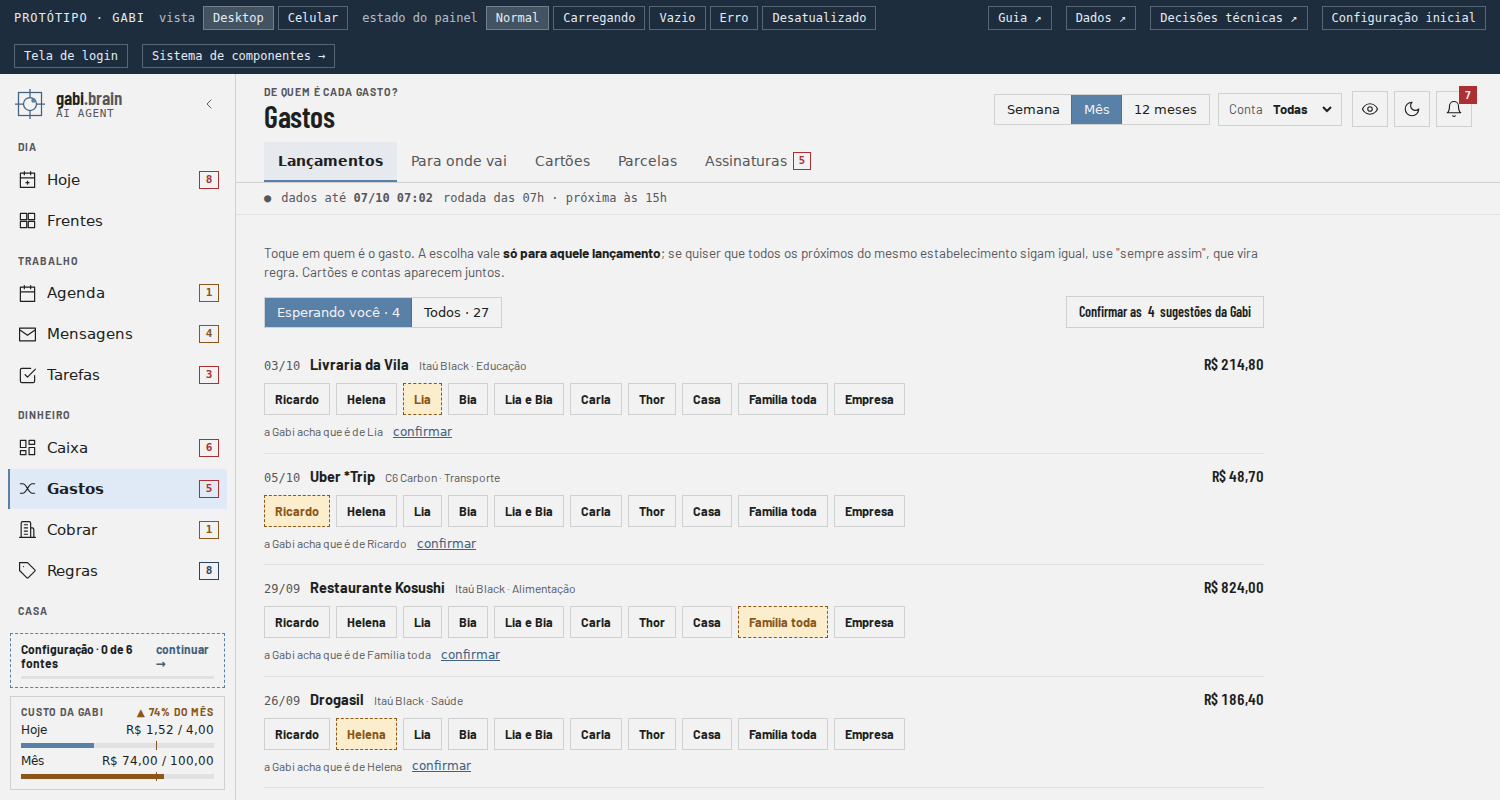 PROTÓTIPO · GABI vista Desktop Celular estado do painel Normal Carregando Vazio Erro Desatualizado Guia ↗ Dados ↗ Decisões técnicas ↗ Configuração inicial
Tela de login Sistema de componentes →
gabi.brain
AI AGENT
DIA
Hoje 8
Frentes
TRABALHO
Agenda 1
Mensagens 4
Tarefas 3
DINHEIRO
Caixa 6
Gastos 5
Cobrar 1
Regras 8
CASA
Configuração · 0 de 6 fontes continuar →
CUSTO DA GABI ▲ 74% DO MÊS
Hoje R$ 1,52 / 4,00
Mês R$ 74,00 / 100,00
DE QUEM É CADA GASTO?
Gastos
Semana Mês 12 meses Conta Todas 7
Lançamentos Para onde vai Cartões Parcelas Assinaturas 5
● dados até 07/10 07:02 rodada das 07h · próxima às 15h
Toque em quem é o gasto. A escolha vale só para aquele lançamento; se quiser que todos os próximos do mesmo estabelecimento sigam igual, use "sempre assim", que vira
regra. Cartões e contas aparecem juntos.
Esperando você · 4 Todos · 27 Confirmar as 4 sugestões da Gabi
03/10 Livraria da Vila Itaú Black · Educação R$ 214,80
Ricardo Helena Lia Bia Lia e Bia Carla Thor Casa Família toda Empresa
a Gabi acha que é de Lia confirmar
05/10 Uber *Trip C6 Carbon · Transporte R$ 48,70
Ricardo Helena Lia Bia Lia e Bia Carla Thor Casa Família toda Empresa
a Gabi acha que é de Ricardo confirmar
29/09 Restaurante Kosushi Itaú Black · Alimentação R$ 824,00
Ricardo Helena Lia Bia Lia e Bia Carla Thor Casa Família toda Empresa
a Gabi acha que é de Família toda confirmar
26/09 Drogasil Itaú Black · Saúde R$ 186,40
Ricardo Helena Lia Bia Lia e Bia Carla Thor Casa Família toda Empresa
a Gabi acha que é de Helena confirmar